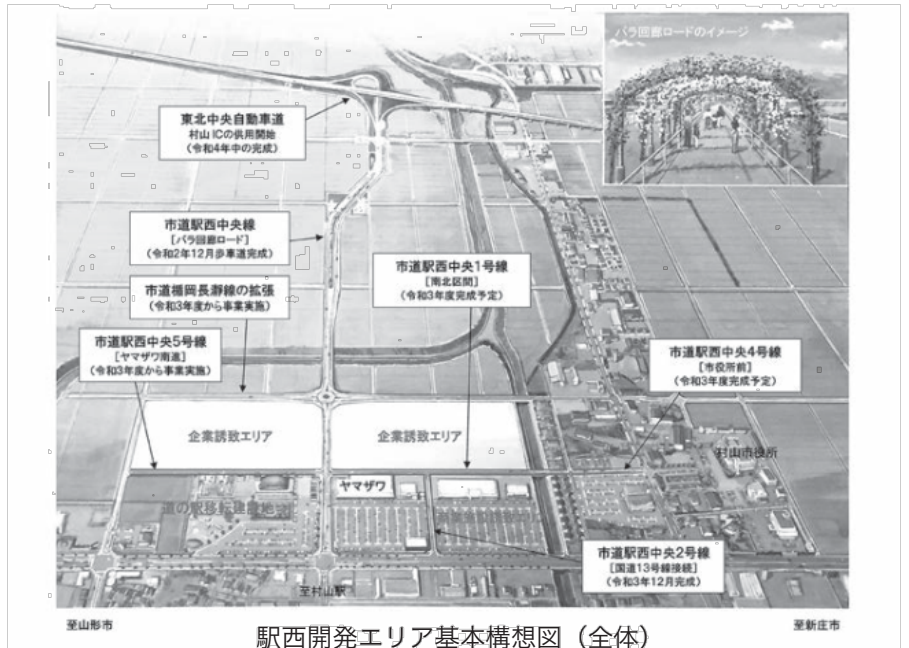 バラ回廊ロードのイメージ
東北中央自動車道
村山ICの供用開始
(令和4年中の完成)
市道駅西中央線
[バラ回廊ロード]
(令和2年12月歩車道完成)
市道楯岡長瀞線の拡張
(令和3年度から事業実施)
市道駅西中央1号線
[南北区間]
(令和3年度完成予定)
市道駅西中央5号線
[ヤマザワ南進]
(令和3年度から事業実施)
市道駅西中央4号線
[市役所前]
(令和3年度完成予定)
企業誘致エリア
企業誘致エリア
村山市役所
ヤマザワ
道の駅移転建設地
市道駅西中央2号線
[国道13号線接続]
(令和3年12月完成)
至村山駅
至山形市
至新庄市
駅西開発エリア基本構想図（全体）